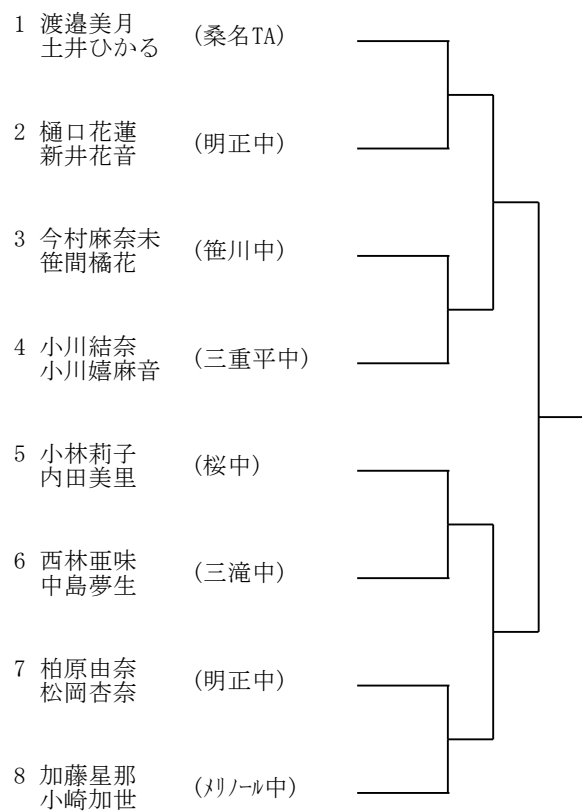 1 渡邉美月 (桑名TA)
土井ひかる
2 樋口花蓮 (明正中)
新井花音
3 今村麻奈未 (笹川中)
笹間橘花
4 小川結奈 (三重平中)
小川嬉麻音
5 小林莉子 (桜中)
内田美里
6 西林亜味 (三滝中)
中島夢生
7 柏原由奈 (明正中)
松岡杏奈
8 加藤星那 (ﾒﾘﾉｰﾙ中)
小崎加世